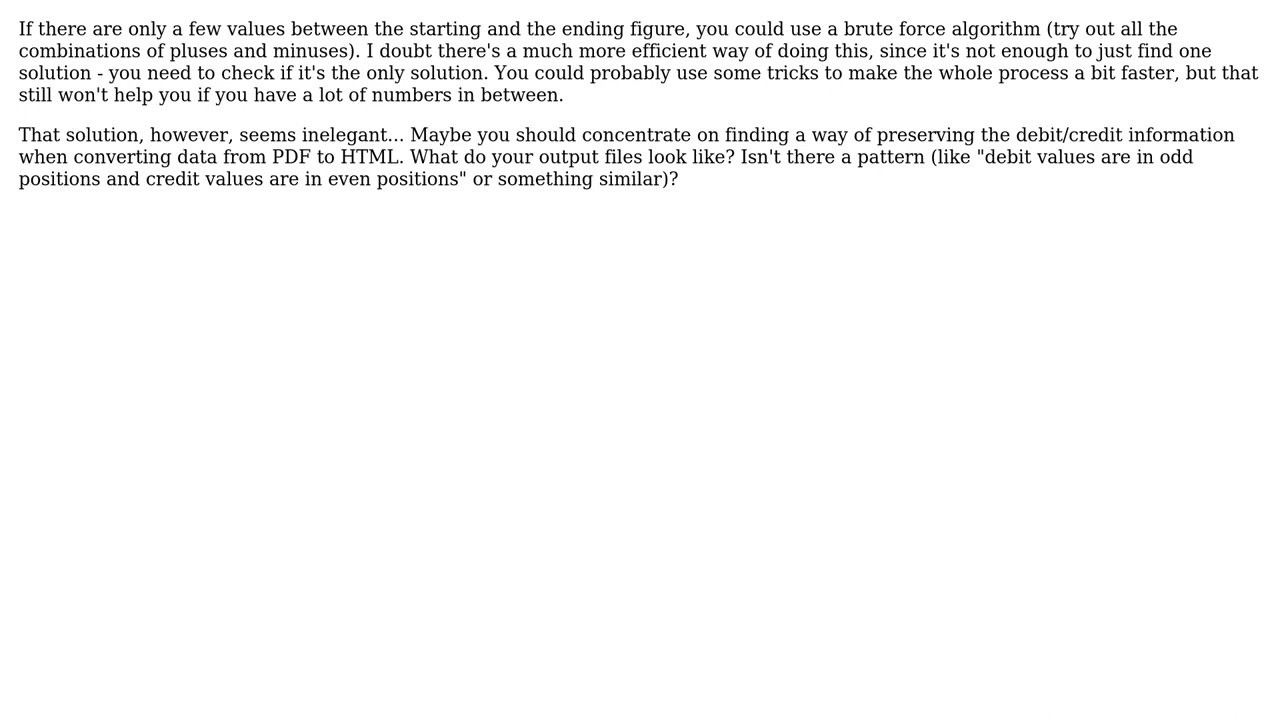 If there are only a few values between the starting and the ending figure, you could use a brute force algorithm (try out all the
combinations of pluses and minuses). I doubt there's a much more efficient way of doing this, since it's not enough to just find one
solution - you need to check if it's the only solution. You could probably use some tricks to make the whole process a bit faster, but that
still won't help you if you have a lot of numbers in between.
That solution, however, seems inelegant... Maybe you should concentrate on finding a way of preserving the debit/credit information
when converting data from PDF to HTML. What do your output files look like? Isn't there a pattern (like "debit values are in odd
positions and credit values are in even positions" or something similar)?